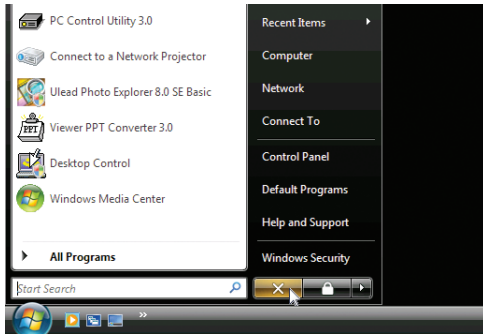 PC Control Utility 3.0
Connect to a Network Projector
Ulead Photo Explorer 8.0 SE Basic
PPT
Viewer PPT Converter 3.0
Desktop Control
Windows Media Center
All Programs
Start Search
Recent Items
Computer
Network
Connect To
Control Panel
Default Programs
Help and Support
Windows Security